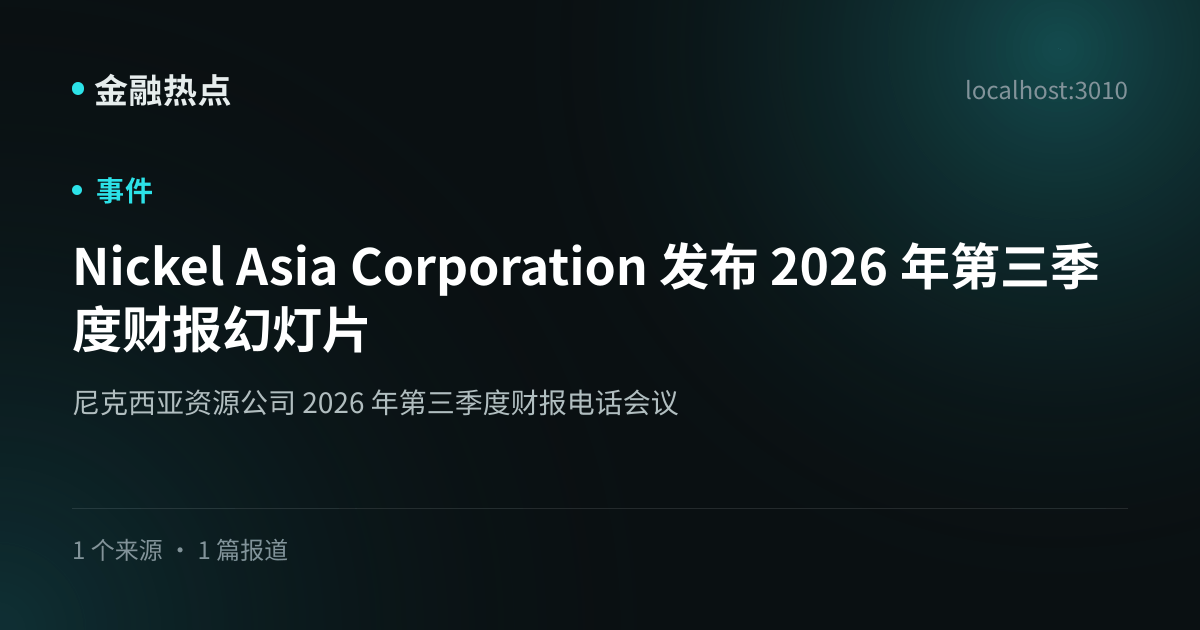 金融热点
localhost:3010
事件
Nickel Asia Corporation 发布 2026 年第三季
度财报幻灯片
尼克西亚资源公司 2026 年第三季度财报电话会议
1 个来源 · 1 篇报道